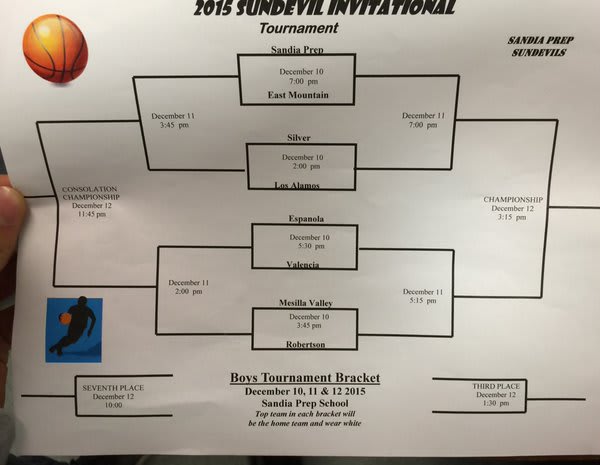 2015 SUNDEVIL INVITATIONAL
Tournament
SANDIA PREP
SUNDEVILS
Sandia Prep
December 10
7:00 pm
East Mountain
December 11
3:45 pm
December 11
7:00 pm
Silver
December 10
2:00 pm
Los Alamos
CONSOLATION
CHAMPIONSHIP
December 12
11:45 pm
CHAMPIONSHIP
December 12
3:15 pm
Espanola
December 10
5:30 pm
Valencia
December 11
2:00 pm
December 11
5:15 pm
Mesilla Valley
December 10
3:45 pm
Robertson
SEVENTH PLACE
December 12
10:00
Boys Tournament Bracket
December 10, 11 & 12 2015
Sandia Prep School
Top team in each bracket will
be the home team and wear white
THIRD PLACE
December 12
1:30 pm